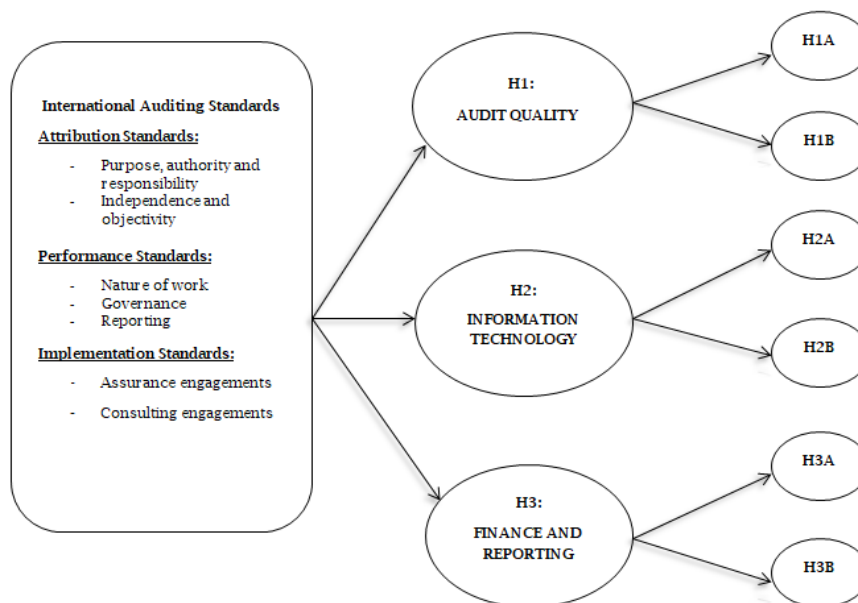 International Auditing Standards
Attribution Standards:
- Purpose, authority and
responsibility
- Independence and
objectivity
Performance Standards:
- Nature of work
- Governance
- Reporting
Implementation Standards:
- Assurance engagements
- Consulting engagements
H1:
AUDIT QUALITY
H2:
INFORMATION
TECHNOLOGY
H3:
FINANCE AND
REPORTING
H1A
H1B
H2A
H2B
H3A
H3B